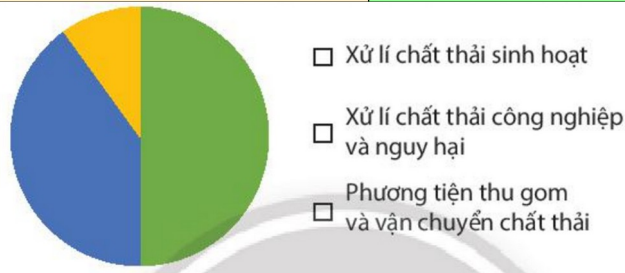 Xử lí chất thải sinh hoạt
Xử lí chất thải công nghiệp
và nguy hại
Phương tiện thu gom
và vận chuyển chất thải